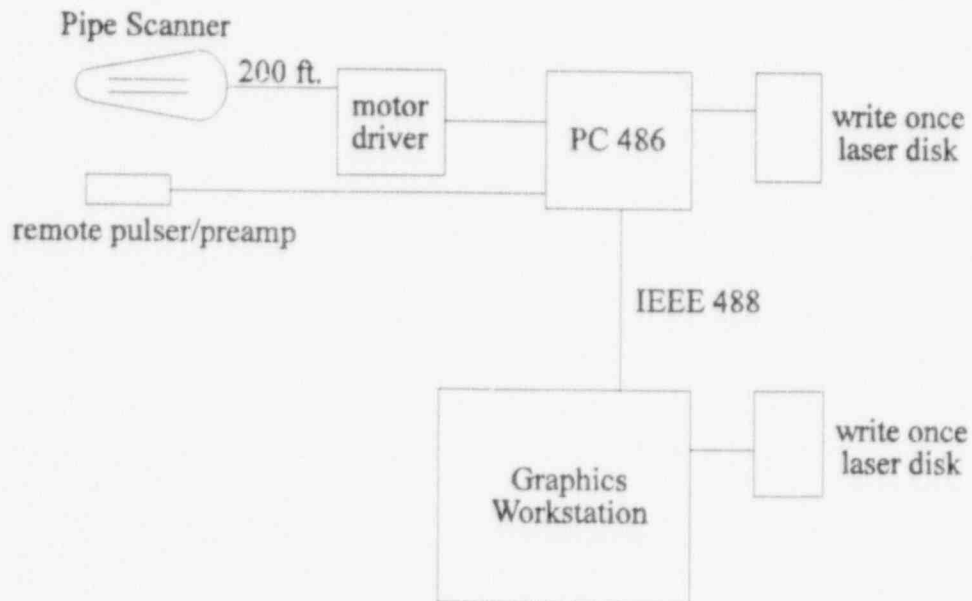 Pipe Scanner
200 ft.
motor
driver
PC 486
write once
laser disk
remote pulser/preamp
IEEE 488
Graphics
Workstation
write once
laser disk